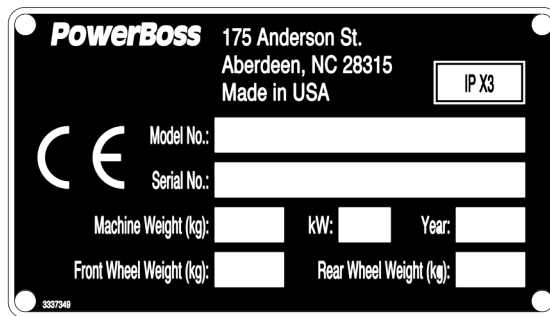 PowerBoss
175 Anderson St.
Aberdeen, NC 28315
Made in USA
IP X3
CE
Model No.:
Serial No.:
Machine Weight (kg): kW: Year:
Front Wheel Weight (kg): Rear Wheel Weight (kg):
3337349